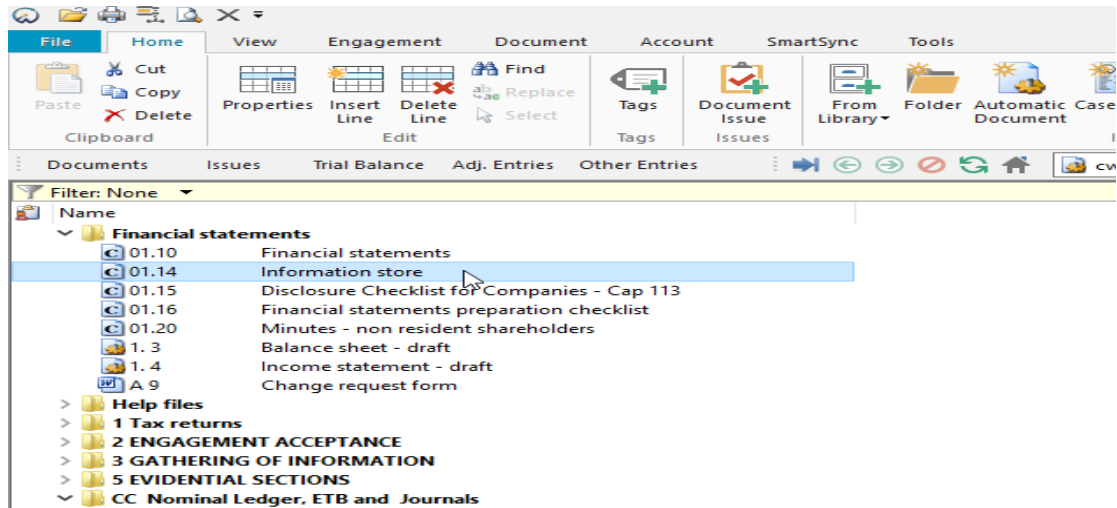 File Home View Engagement Document Account SmartSync Tools
Cut
Copy
Paste
Delete
Clipboard
Properties
Insert Line
Delete Line
Find
Replace
Select
Edit
Tags
Tags
Document Issue
Issues
From Library
Folder
Automatic Document
Case
Documents Issues Trial Balance Adj. Entries Other Entries
Filter: None
Name
Financial statements
01.10 Financial statements
01.14 Information store
01.15 Disclosure Checklist for Companies - Cap 113
01.16 Financial statements preparation checklist
01.20 Minutes - non resident shareholders
1. 3 Balance sheet - draft
1. 4 Income statement - draft
A 9 Change request form
Help files
1 Tax returns
2 ENGAGEMENT ACCEPTANCE
3 GATHERING OF INFORMATION
5 EVIDENTIAL SECTIONS
CC Nominal Ledger, ETB and Journals